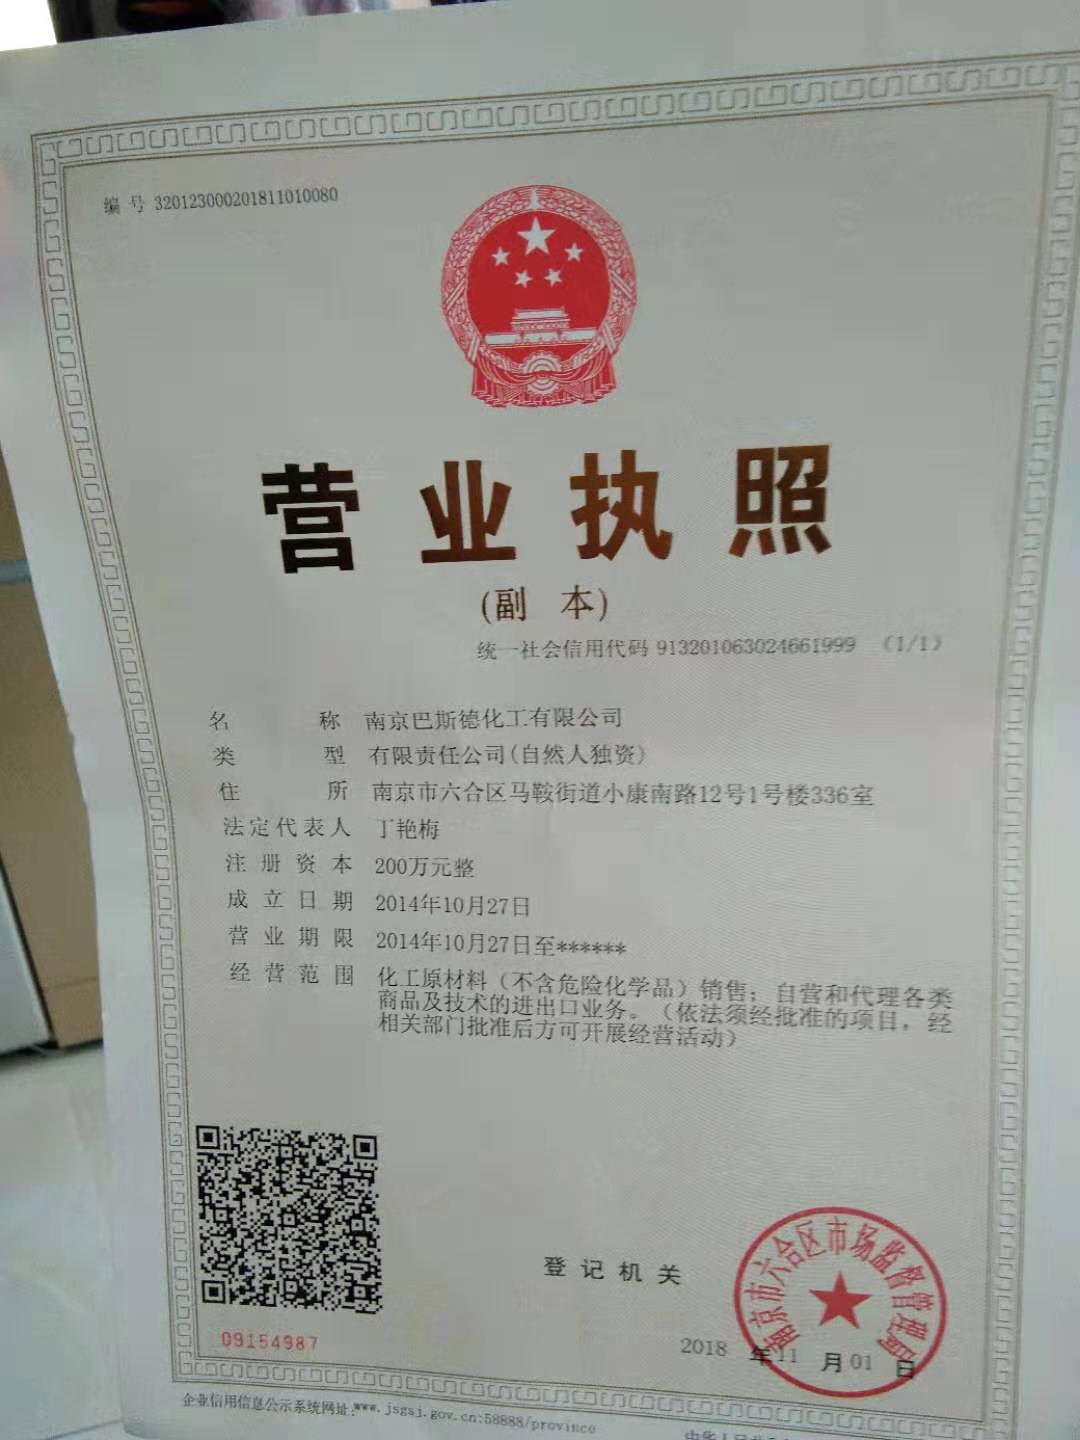 编 号 320123000201811010080
营业执照
(副 本)
统一社会信用代码 913201063024661999 (1/1)
名 称 南京巴斯德化工有限公司
类 型 有限责任公司(自然人独资)
住 所 南京市六合区马鞍街道小康南路12号1号楼336室
法定代表人 丁艳梅
注册资本 200万元整
成立日期 2014年10月27日
营业期限 2014年10月27日至******
经营范围 化工原材料（不含危险化学品）销售；自营和代理各类
商品及技术的进出口业务。（依法须经批准的项目，经
相关部门批准后方可开展经营活动）
登记机关
南京市六合区市场监督管理局
2018 年 11 月 01 日
09154987
企业信用信息公示系统网址:www.jsgsj.gov.cn:58888/province